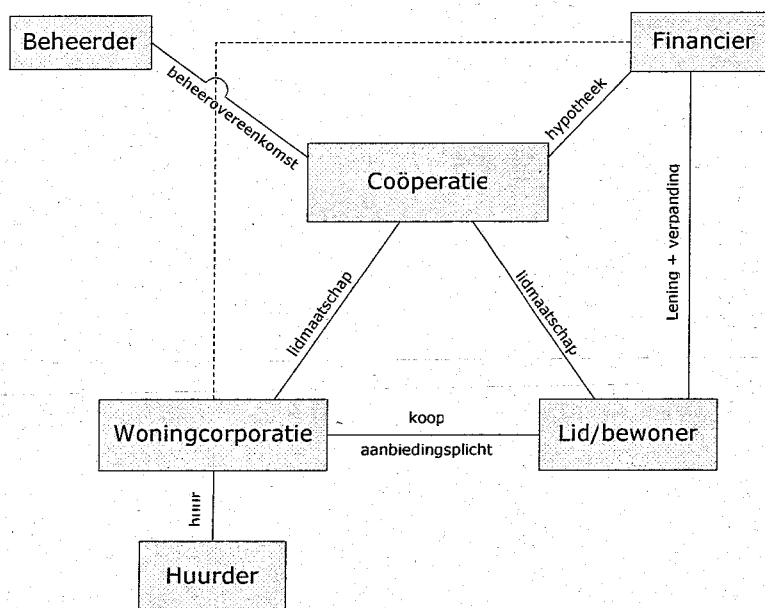 Beheerder
Financier
beheerovereenkomst
hypotheek
Coöperatie
Lening + verpanding
lidmaatschap
lidmaatschap
Woningcorporatie
koop
aanbiedingsplicht
Lid/bewoner
huur
Huurder